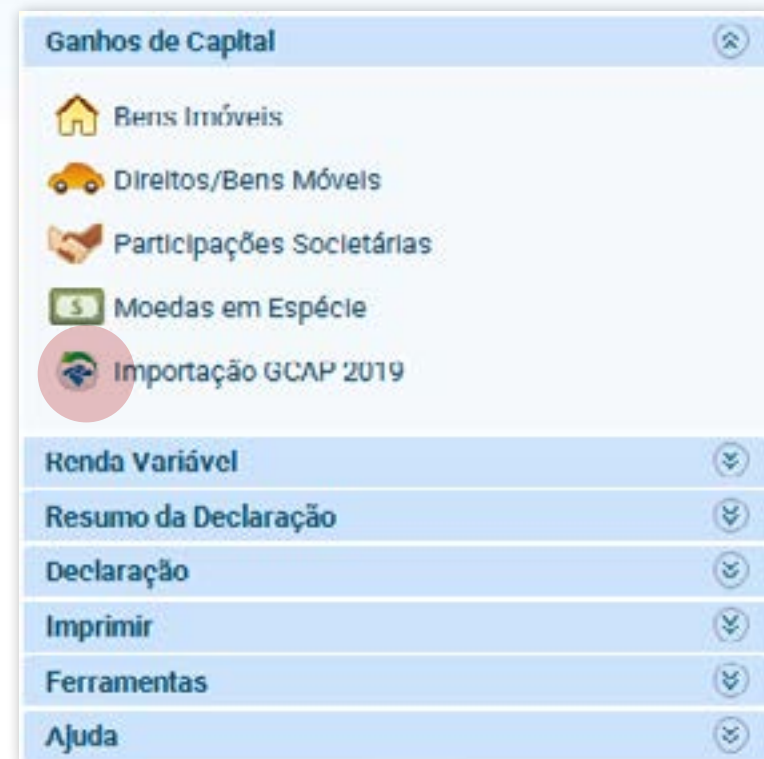 Ganhos de Capital
Bens Imóveis
Direitos/Bens Móveis
Participações Societárias
$
Moedas em Espécie
Importação GCAP 2019
Renda Variável
Resumo da Declaração
Declaração
Imprimir
Ferramentas
Ajuda